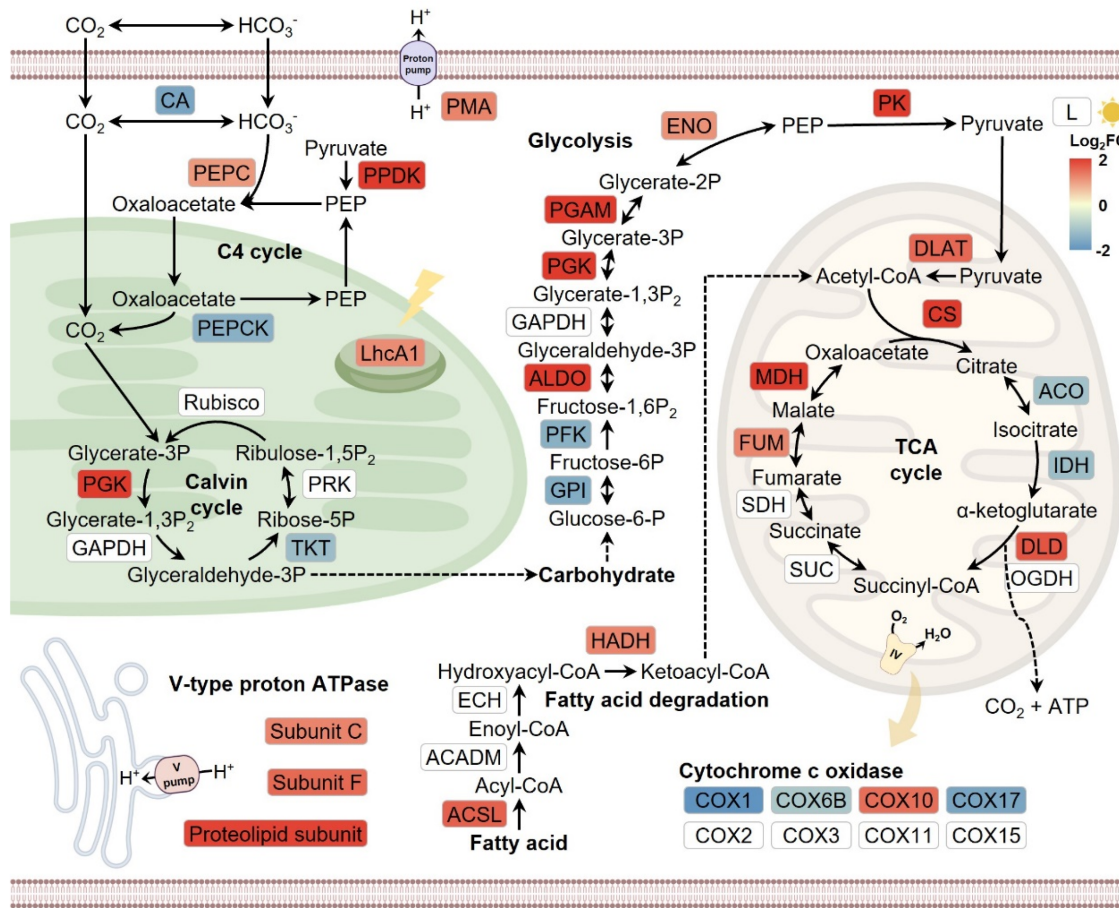 CO₂
HCO₃⁻
H⁺
Proton
pump
H⁺
PMA
CA
CO₂
HCO₃⁻
PEPC
Pyruvate
PPDK
Oxaloacetate
PEP
C4 cycle
Oxaloacetate
PEP
PEPCK
CO₂
LhcA1
Rubisco
Glycerate-3P
Ribulose-1,5P₂
PGK
Calvin
cycle
PRK
Glycerate-1,3P₂
Ribose-5P
GAPDH
TKT
Glyceraldehyde-3P
Glycolysis
ENO
PEP
PK
Pyruvate
Glycerate-2P
PGAM
Glycerate-3P
PGK
Glycerate-1,3P₂
GAPDH
Glyceraldehyde-3P
ALDO
Fructose-1,6P₂
PFK
Fructose-6P
GPI
Glucose-6-P
Carbohydrate
L
Log₂F
2
0
-2
DLAT
Acetyl-CoA
Pyruvate
CS
Oxaloacetate
Citrate
MDH
ACO
Malate
Isocitrate
FUM
TCA
cycle
IDH
Fumarate
SDH
α-ketoglutarate
Succinate
DLD
SUC
OGDH
Succinyl-CoA
O₂
H₂O
IV
CO₂ + ATP
V-type proton ATPase
Subunit C
H⁺
V
pump
H⁺
Subunit F
Proteolipid subunit
HADH
Hydroxyacyl-CoA
Ketoacyl-CoA
ECH
Fatty acid degradation
Enoyl-CoA
ACADM
Acyl-CoA
ACSL
Fatty acid
Cytochrome c oxidase
COX1 COX6B COX10 COX17
COX2 COX3 COX11 COX15